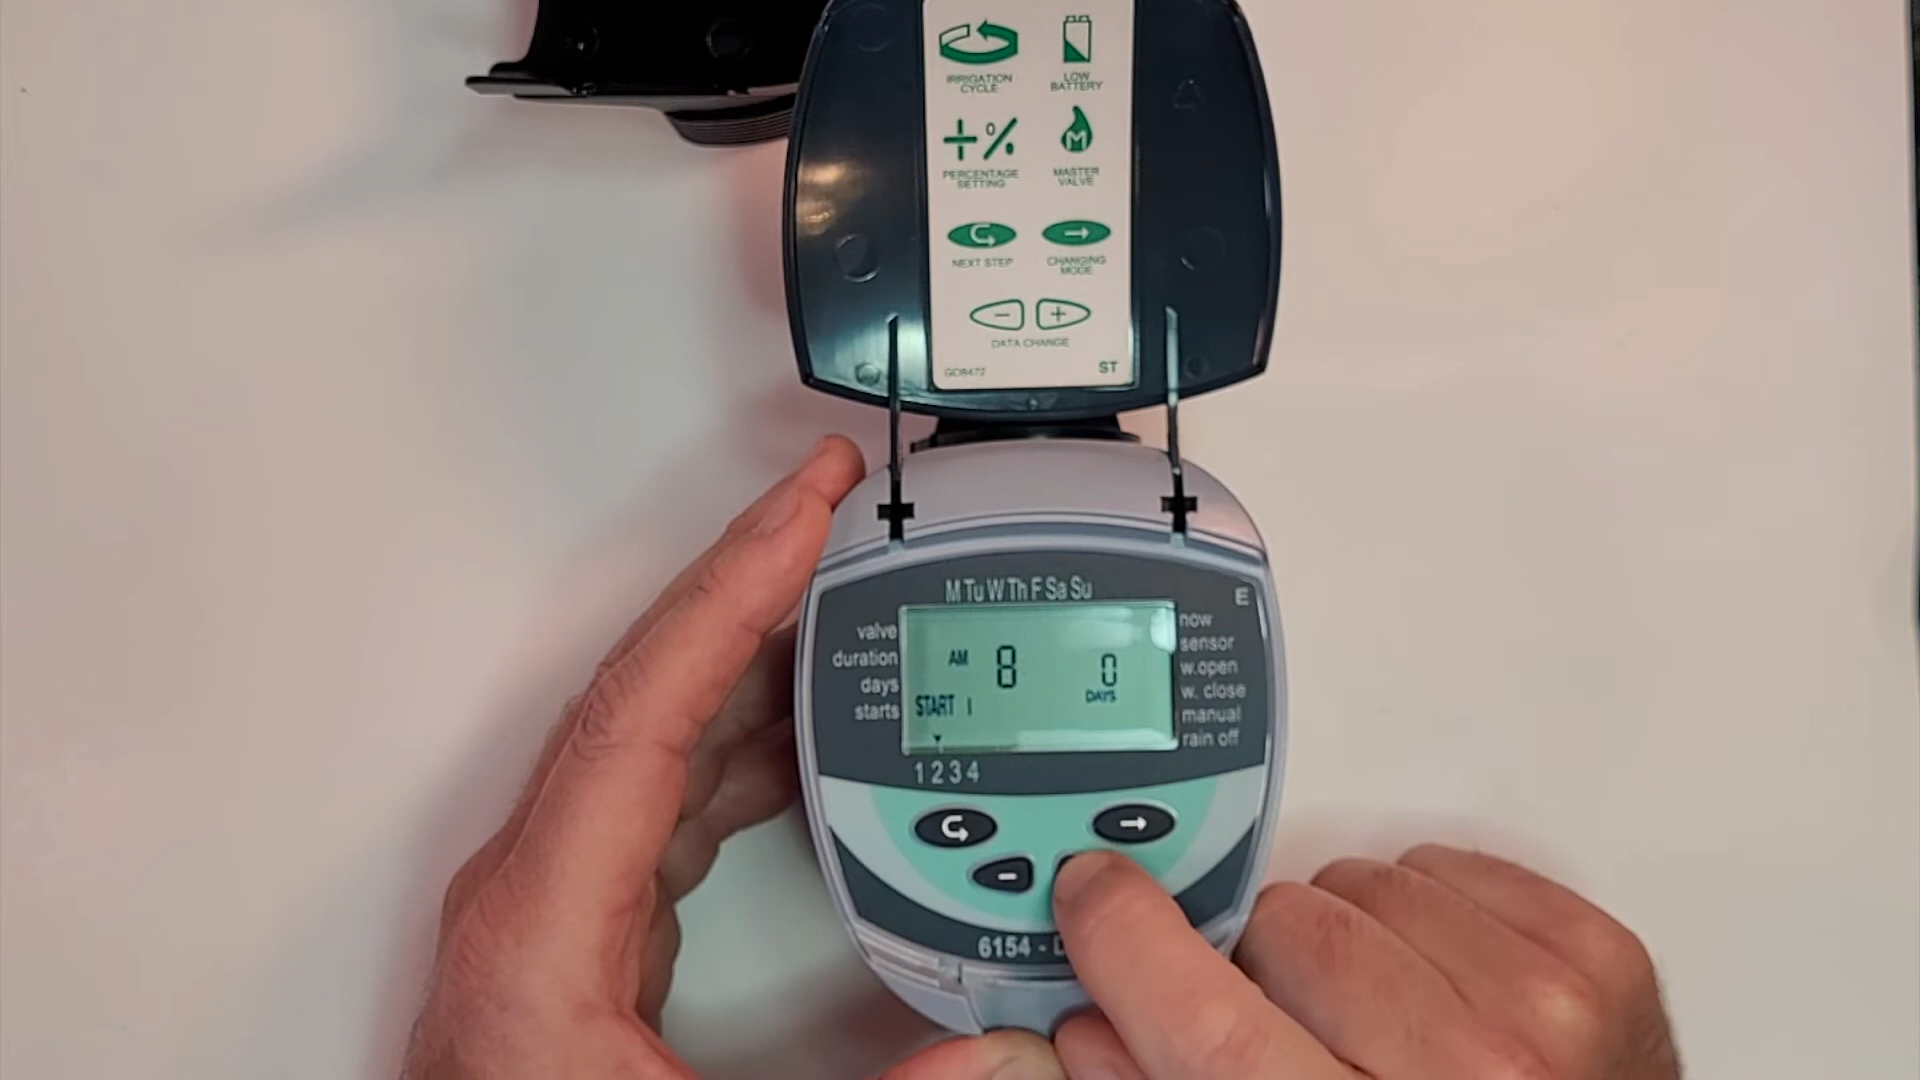 IRRIGATION
CYCLE
LOW
BATTERY
+%
PERCENTAGE
SETTING
M
MASTER
VALVE
NEXT STEP
CHANGING
MODE
- +
DATA CHANGE
GD8472
ST
M Tu W Th F Sa Su
E
valve
duration
days
starts
AM 8 0
DAYS
START I
now
sensor
w.open
w. close
manual
rain off
1 2 3 4
-
6154 -